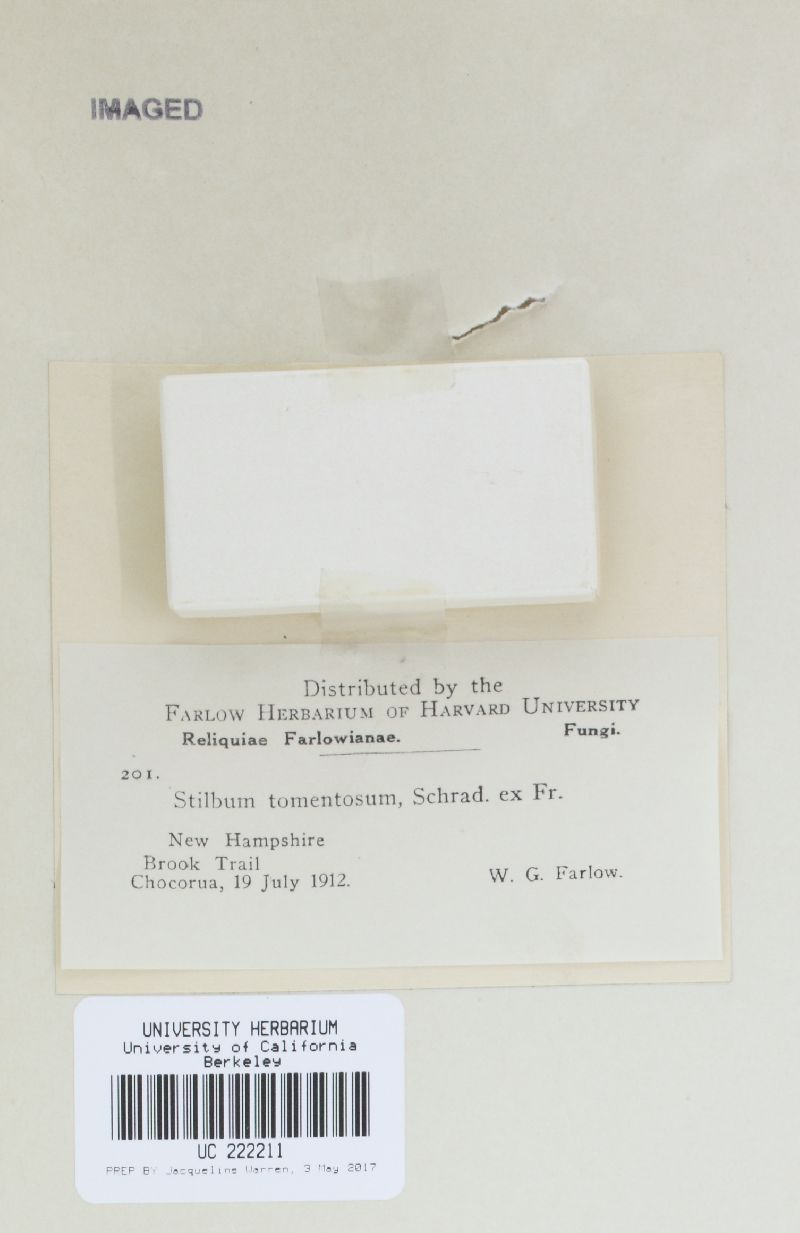 IMAGED
Distributed by the
FARLOW HERBARIUM OF HARVARD UNIVERSITY
Reliquiae Farlowianae. Fungi.
201.
Stilbum tomentosum, Schrad. ex Fr.
New Hampshire
Brook Trail
Chocorua, 19 July 1912. W. G. Farlow.
UNIVERSITY HERBARIUM
University of California
Berkeley
UC 222211
PREP BY Jacqueline Warren, 3 May 2017